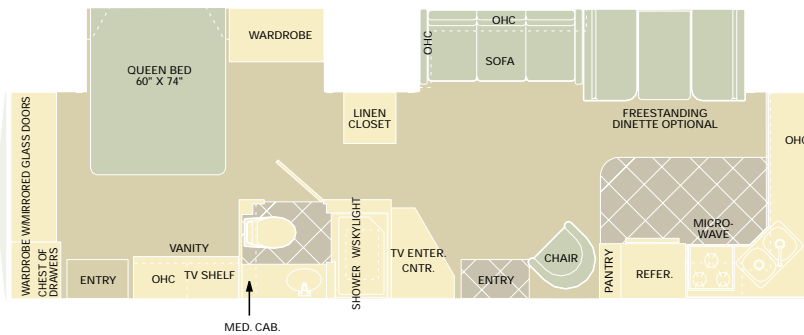 OHC
WARDROBE
OHC
SOFA
QUEEN BED
60" X 74"
LINEN
CLOSET
FREESTANDING
DINETTE OPTIONAL
OHC
WARDROBE W/MIRRORED GLASS DOORS
CHEST OF
DRAWERS
ENTRY
VANITY
OHC
TV SHELF
MED. CAB.
SHOWER W/SKYLIGHT
TV ENTER.
CNTR.
ENTRY
CHAIR
PANTRY
REFER.
MICRO-
WAVE